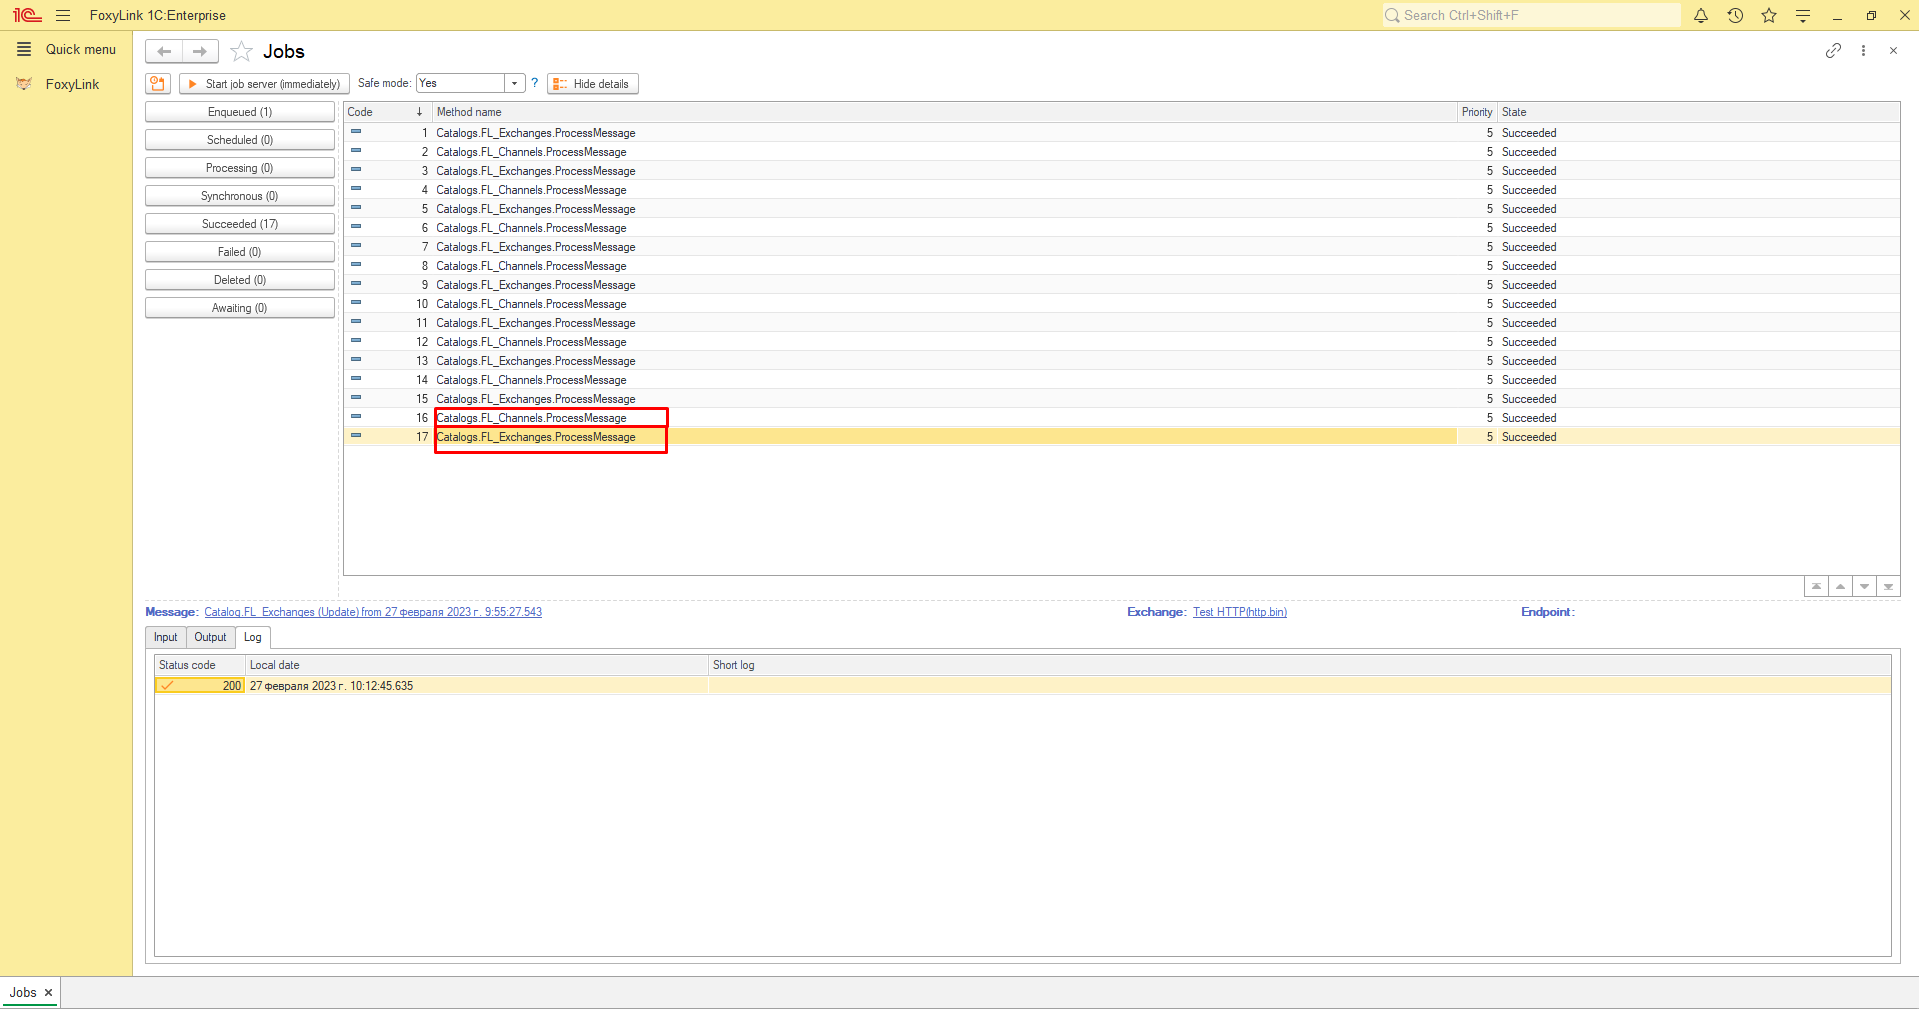 1C FoxyLink 1C:Enterprise Search Ctrl+Shift+F
Quick menu
FoxyLink
Jobs
Start job server (immediately) Safe mode: Yes ? Hide details
Enqueued (1)
Scheduled (0)
Processing (0)
Synchronous (0)
Succeeded (17)
Failed (0)
Deleted (0)
Awaiting (0)
Code Method name Priority State
1 Catalogs.FL_Exchanges.ProcessMessage 5 Succeeded
2 Catalogs.FL_Channels.ProcessMessage 5 Succeeded
3 Catalogs.FL_Exchanges.ProcessMessage 5 Succeeded
4 Catalogs.FL_Channels.ProcessMessage 5 Succeeded
5 Catalogs.FL_Exchanges.ProcessMessage 5 Succeeded
6 Catalogs.FL_Channels.ProcessMessage 5 Succeeded
7 Catalogs.FL_Exchanges.ProcessMessage 5 Succeeded
8 Catalogs.FL_Channels.ProcessMessage 5 Succeeded
9 Catalogs.FL_Exchanges.ProcessMessage 5 Succeeded
10 Catalogs.FL_Channels.ProcessMessage 5 Succeeded
11 Catalogs.FL_Exchanges.ProcessMessage 5 Succeeded
12 Catalogs.FL_Channels.ProcessMessage 5 Succeeded
13 Catalogs.FL_Exchanges.ProcessMessage 5 Succeeded
14 Catalogs.FL_Channels.ProcessMessage 5 Succeeded
15 Catalogs.FL_Exchanges.ProcessMessage 5 Succeeded
16 Catalogs.FL_Channels.ProcessMessage 5 Succeeded
17 Catalogs.FL_Exchanges.ProcessMessage 5 Succeeded
Message: Catalog.FL_Exchanges (Update) from 27 февраля 2023 г. 9:55:27.543 Exchange: Test HTTP(http.bin) Endpoint:
Input Output Log
Status code Local date Short log
200 27 февраля 2023 г. 10:12:45.635
Jobs